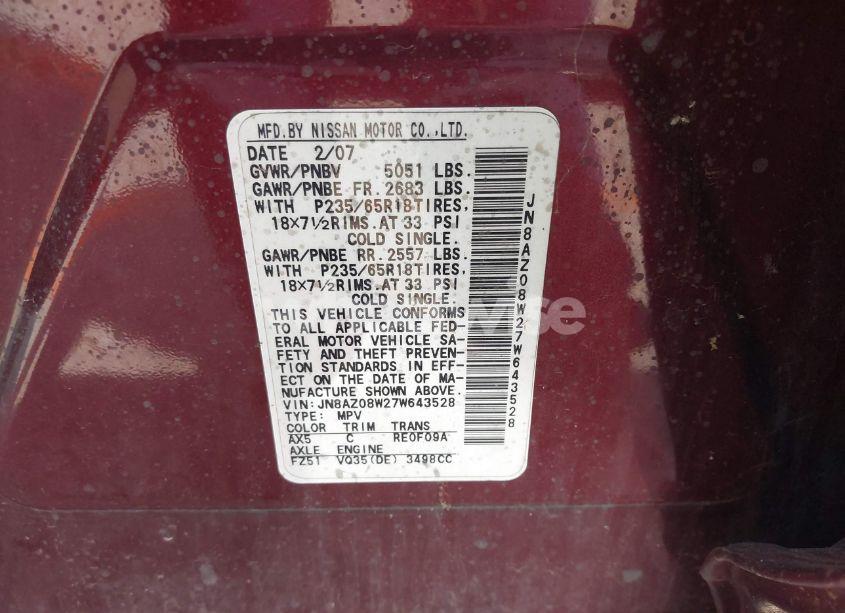 MFD.BY NISSAN MOTOR CO.,LTD.
DATE 2/07
GVWR/PNBV 5051 LBS.
GAWR/PNBE FR. 2683 LBS.
WITH P235/65R18TIRES,
18X7½RIMS.AT 33 PSI
COLD SINGLE.
GAWR/PNBE RR. 2557 LBS.
WITH P235/65R18TIRES,
18X7½RIMS.AT 33 PSI
COLD SINGLE.
THIS VEHICLE CONFORMS
TO ALL APPLICABLE FED-
ERAL MOTOR VEHICLE SA-
FETY AND THEFT PREVEN-
TION STANDARDS IN EFF-
ECT ON THE DATE OF MA-
NUFACTURE SHOWN ABOVE.
VIN:JN8AZ08W27W643528
TYPE: MPV
COLOR TRIM TRANS
AX5 C RE0F09A
AXLE ENGINE
FZ51 VQ35(DE) 3498CC
JN8AZ08W27W643528